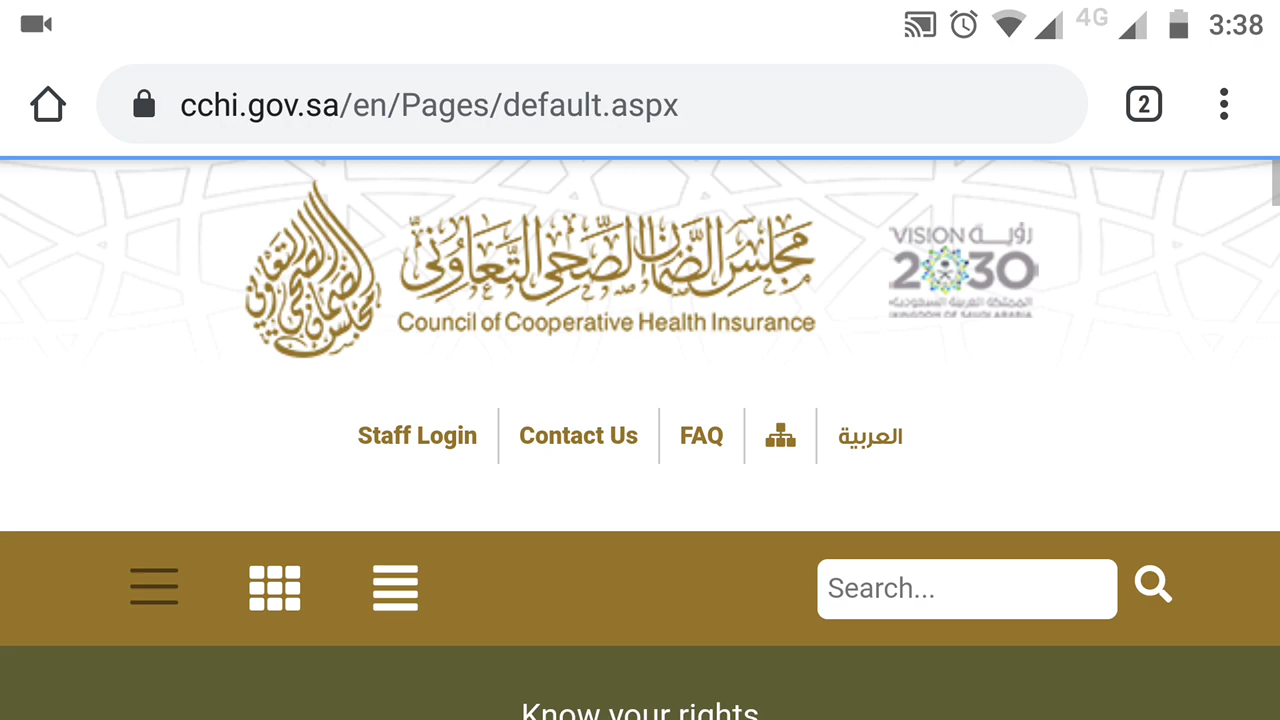 4G 3:38
cchi.gov.sa/en/Pages/default.aspx 2
مجلس الضمان الصحي التعاوني
Council of Cooperative Health Insurance
VISION رؤيــة
2030
المملكة العربية السعودية
KINGDOM OF SAUDI ARABIA
Staff Login Contact Us FAQ العربية
Search...
Know your rights